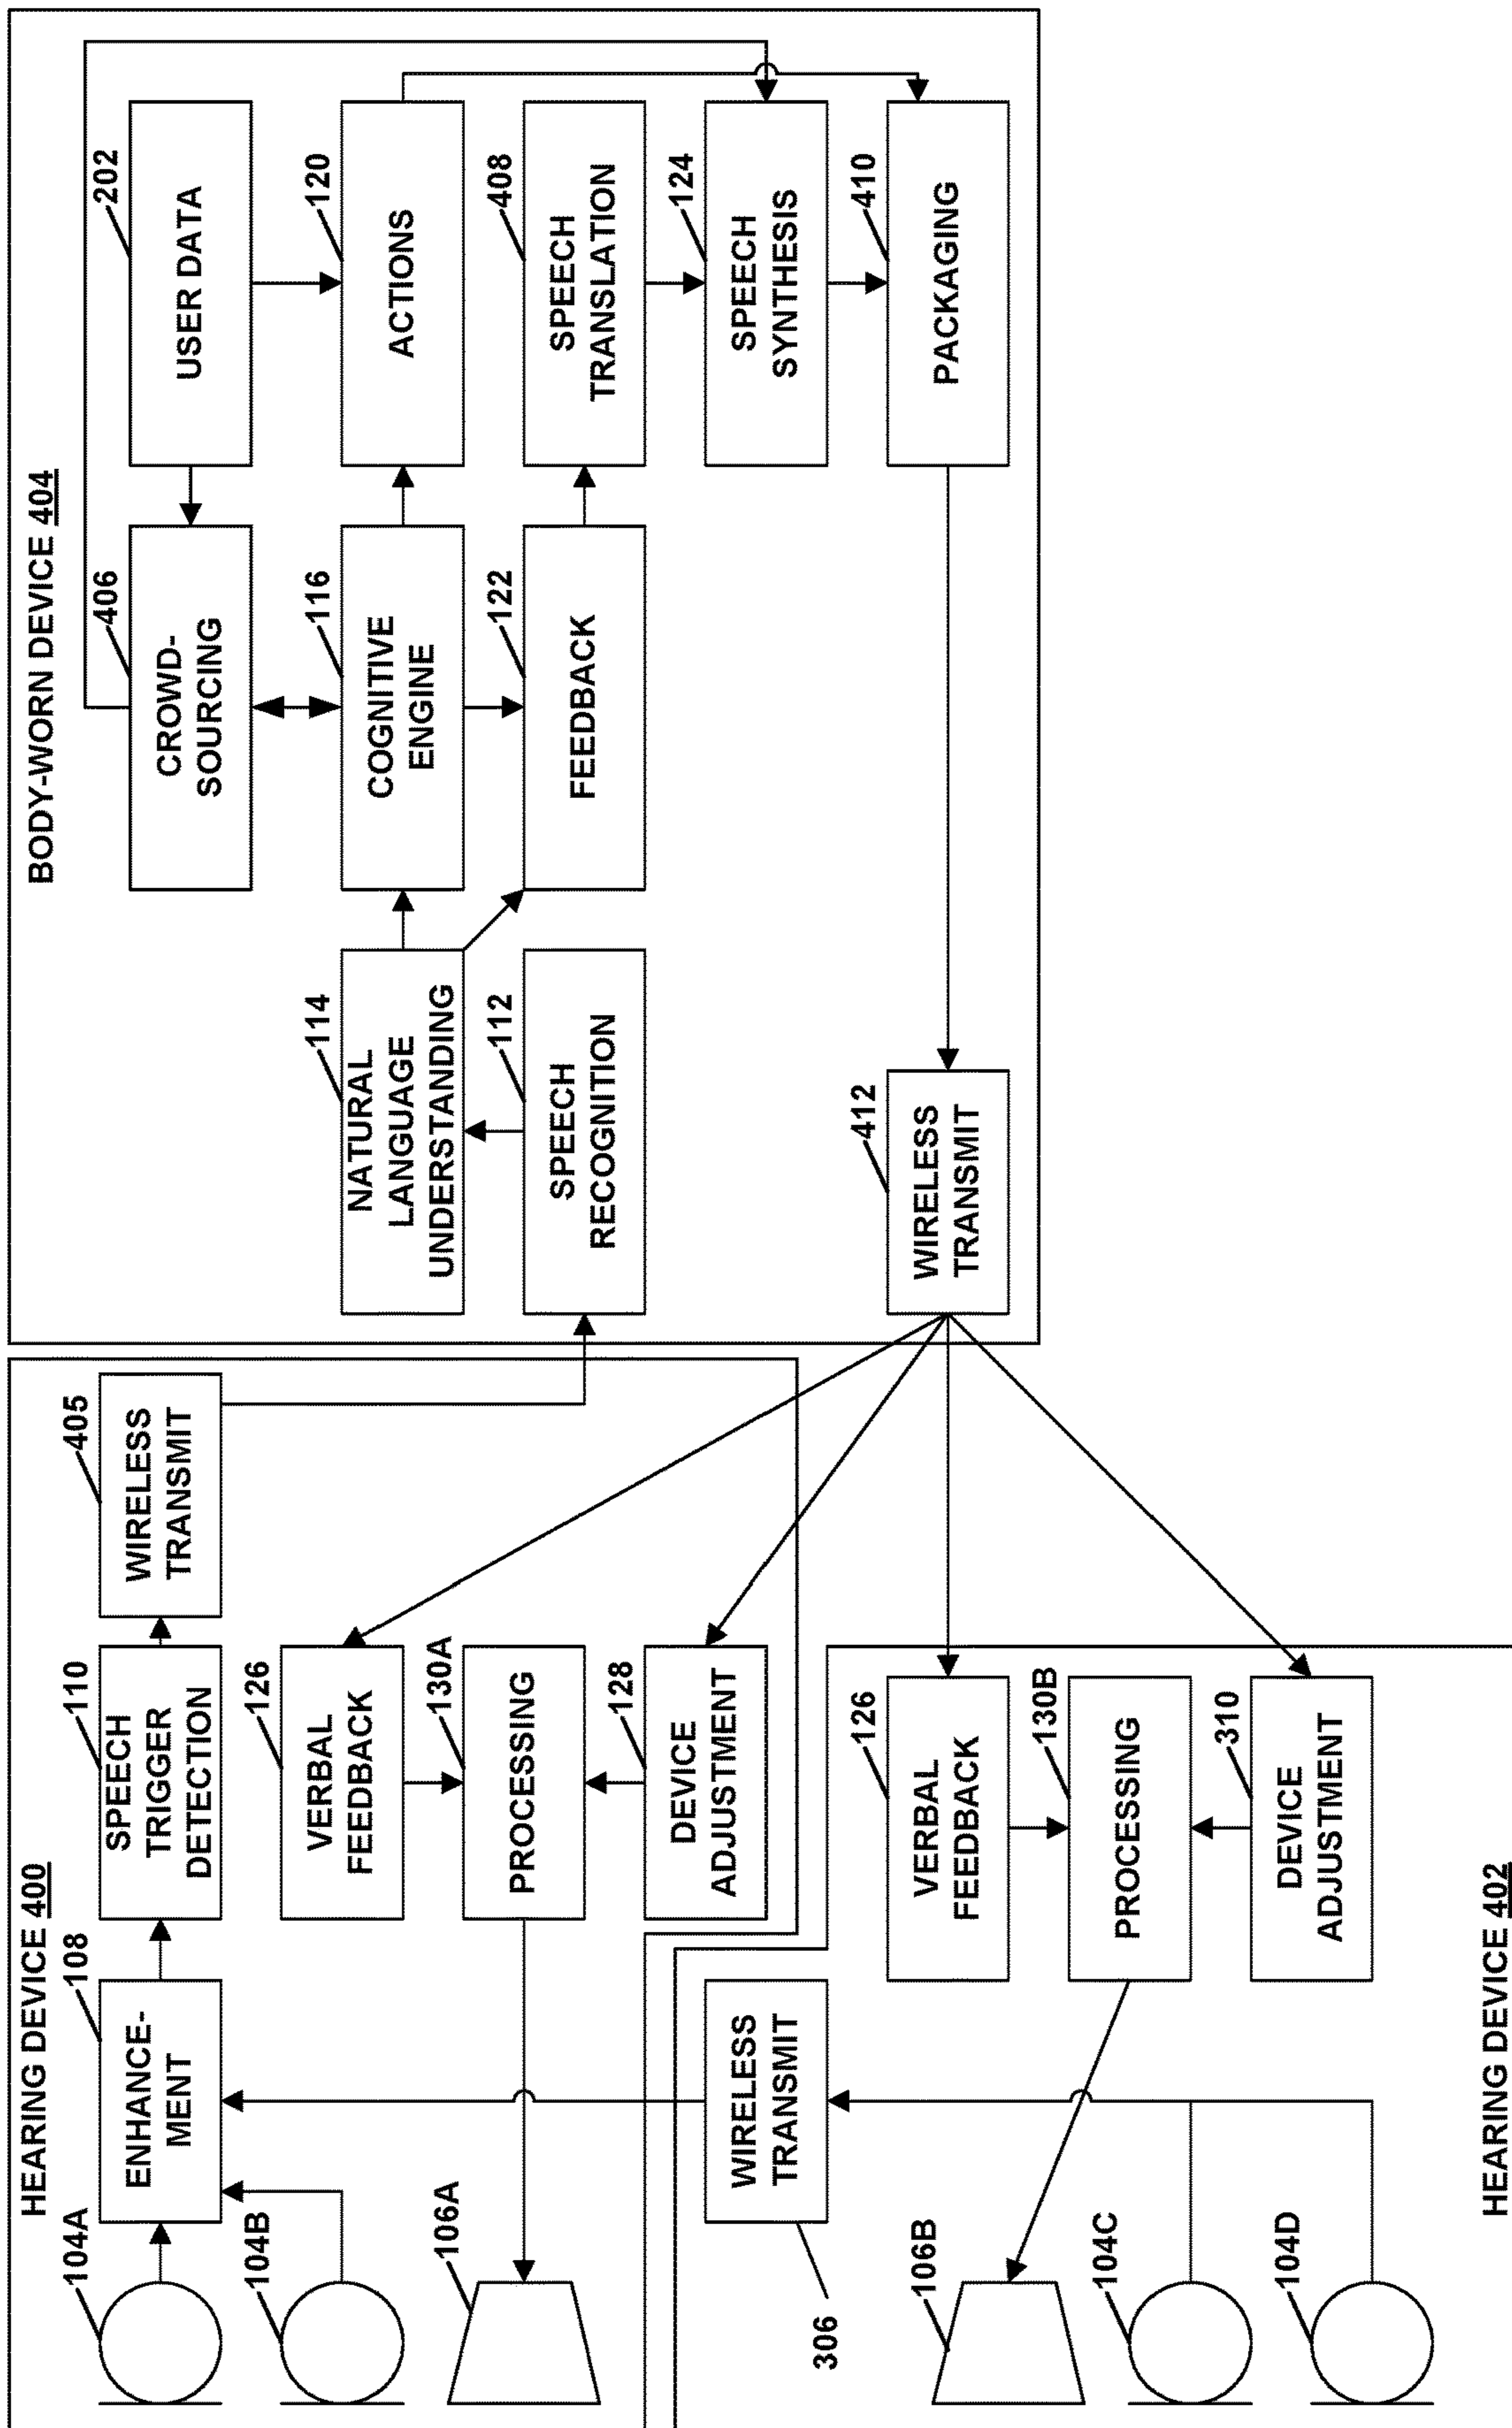 HEARING DEVICE 400
104A
104B
106A
108
ENHANCE-
MENT
110
SPEECH
TRIGGER
DETECTION
405
WIRELESS
TRANSMIT
126
VERBAL
FEEDBACK
130A
PROCESSING
128
DEVICE
ADJUSTMENT
BODY-WORN DEVICE 404
406
CROWD-
SOURCING
202
USER DATA
114
NATURAL
LANGUAGE
UNDERSTANDING
116
COGNITIVE
ENGINE
120
ACTIONS
112
SPEECH
RECOGNITION
122
FEEDBACK
408
SPEECH
TRANSLATION
124
SPEECH
SYNTHESIS
412
WIRELESS
TRANSMIT
410
PACKAGING
306
WIRELESS
TRANSMIT
106B
104C
104D
126
VERBAL
FEEDBACK
130B
PROCESSING
310
DEVICE
ADJUSTMENT
HEARING DEVICE 402